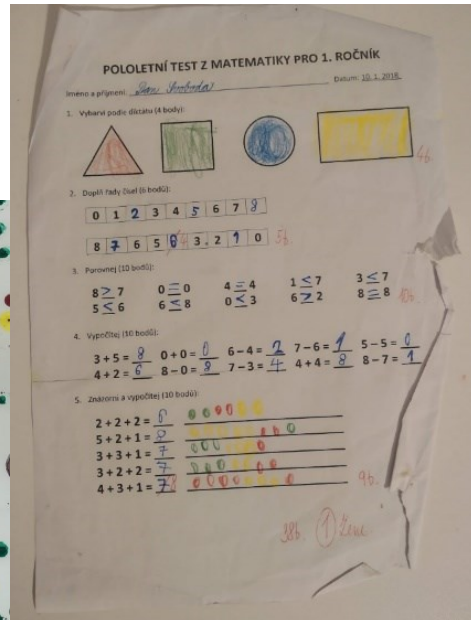 POLOLETNÍ TEST Z MATEMATIKY PRO 1. ROČNÍK
Jméno a příjmení: Dan Svoboda Datum: 10. 1. 2018
1. Vybarvi podle diktátu (4 body):
4b.
2. Doplň řady čísel (6 bodů):
0 1 2 3 4 5 6 7 8
8 7 6 5 3 2 1 0 5b.
3. Porovnej (10 bodů):
8 > 7 0 = 0 4 = 4 1 < 7 3 < 7
5 < 6 6 < 8 0 < 3 6 > 2 8 = 8 10b.
4. Vypočítej (10 bodů):
3 + 5 = 8 0 + 0 = 0 6 - 4 = 2 7 - 6 = 1 5 - 5 = 0
4 + 2 = 6 8 - 0 = 8 7 - 3 = 4 4 + 4 = 8 8 - 7 = 1
5. Znázorni a vypočítej (10 bodů):
2 + 2 + 2 = 6
5 + 2 + 1 = 8
3 + 3 + 1 = 7
3 + 2 + 2 = 7
4 + 3 + 1 = 7 8 9b.
38b. 1